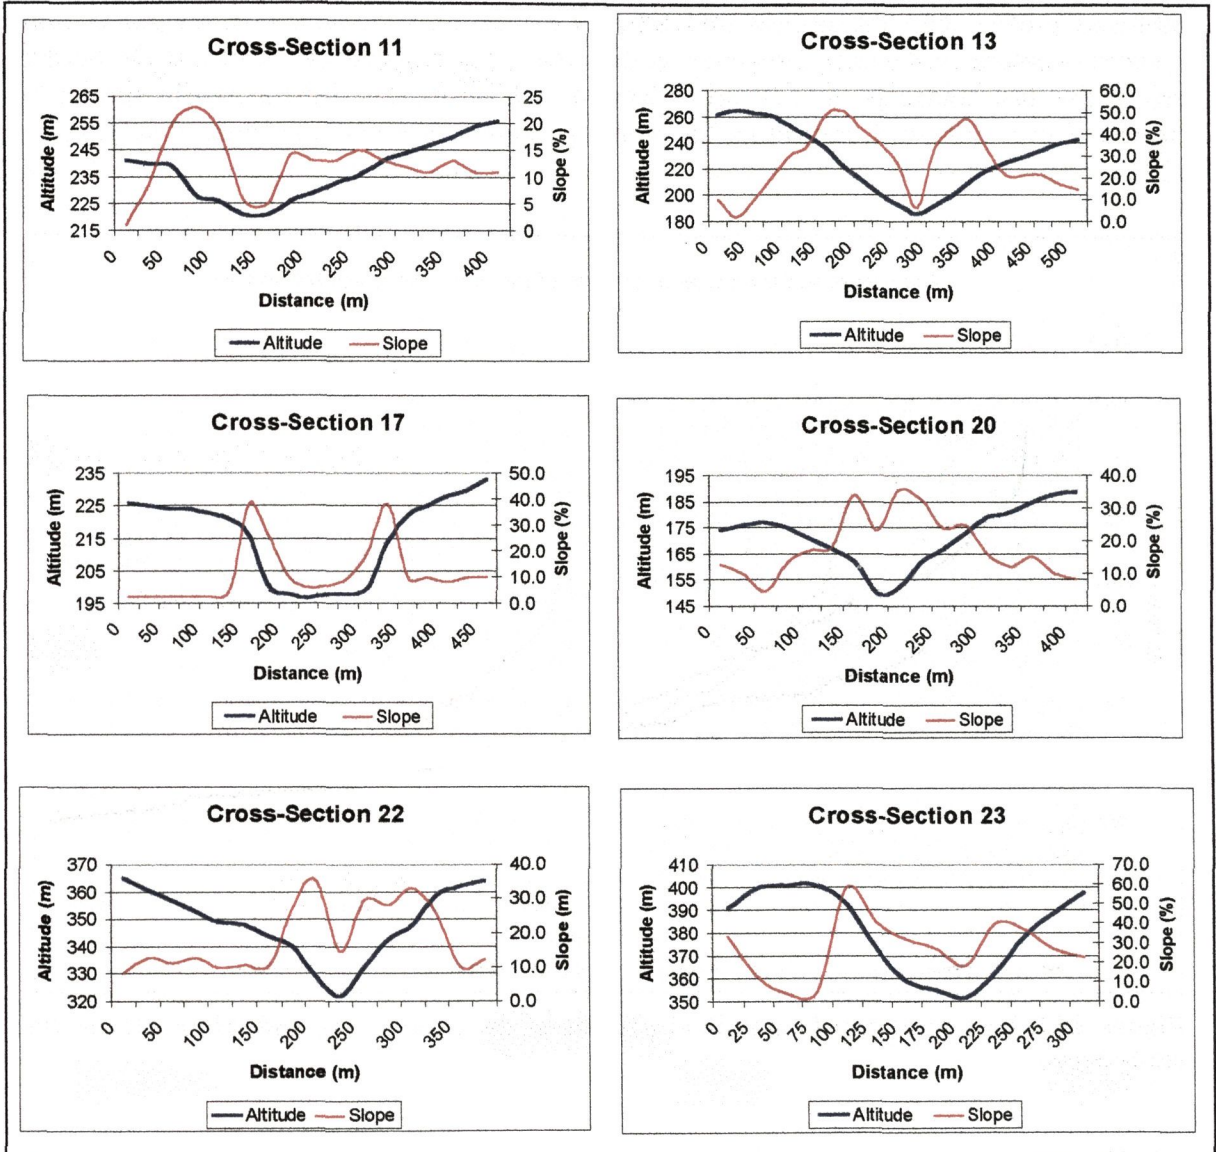 Cross-Section 11
Altitude (m)
265
255
245
235
225
215
25
20
15
10
5
0
Slope (%)
0 50 100 150 200 250 300 350 400
Distance (m)
Altitude Slope
Cross-Section 13
Altitude (m)
280
260
240
220
200
180
60.0
50.0
40.0
30.0
20.0
10.0
0.0
Slope (%)
0 50 100 150 200 250 300 350 400 450 500
Distance (m)
Altitude Slope
Cross-Section 17
Altitude (m)
235
225
215
205
195
50.0
40.0
30.0
20.0
10.0
0.0
Slope (%)
0 50 100 150 200 250 300 350 400 450
Distance (m)
Altitude Slope
Cross-Section 20
Altitude (m)
195
185
175
165
155
145
40.0
30.0
20.0
10.0
0.0
Slope (%)
0 50 100 150 200 250 300 350 400
Distance (m)
Altitude Slope
Cross-Section 22
Altitude (m)
370
360
350
340
330
320
40.0
30.0
20.0
10.0
0.0
Slope (m)
0 50 100 150 200 250 300 350
Distance (m)
Altitude Slope
Cross-Section 23
Altitude (m)
410
400
390
380
370
360
350
70.0
60.0
50.0
40.0
30.0
20.0
10.0
0.0
Slope (%)
0 25 50 75 100 125 150 175 200 225 250 275 300
Distance (m)
Altitude Slope